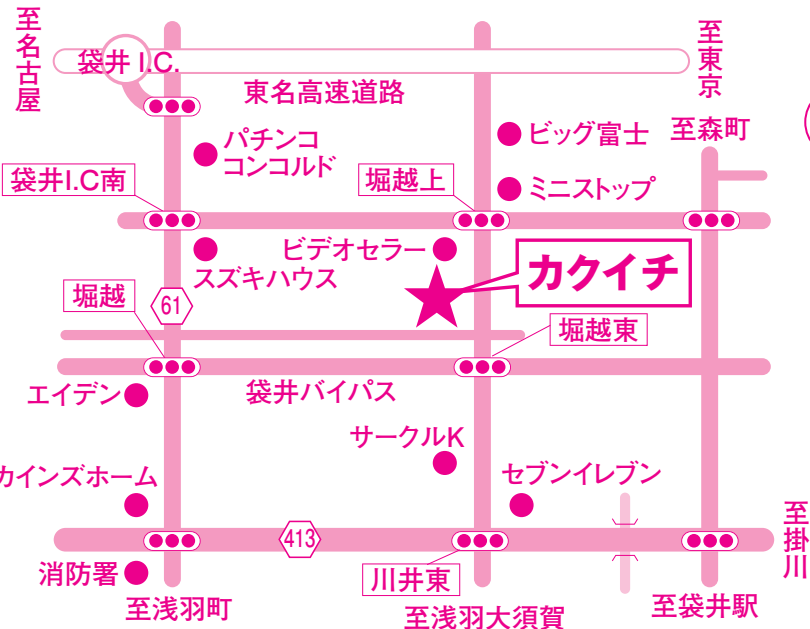 至名古屋
袋井 I.C.
東名高速道路
至東京
パチンコ
コンコルド
ビッグ富士
至森町
袋井I.C南
堀越上
ミニストップ
スズキハウス
ビデオセラー
カクイチ
堀越
61
堀越東
エイデン
袋井バイパス
サークルK
カインズホーム
セブンイレブン
413
至掛川
消防署
川井東
至浅羽町
至浅羽大須賀
至袋井駅